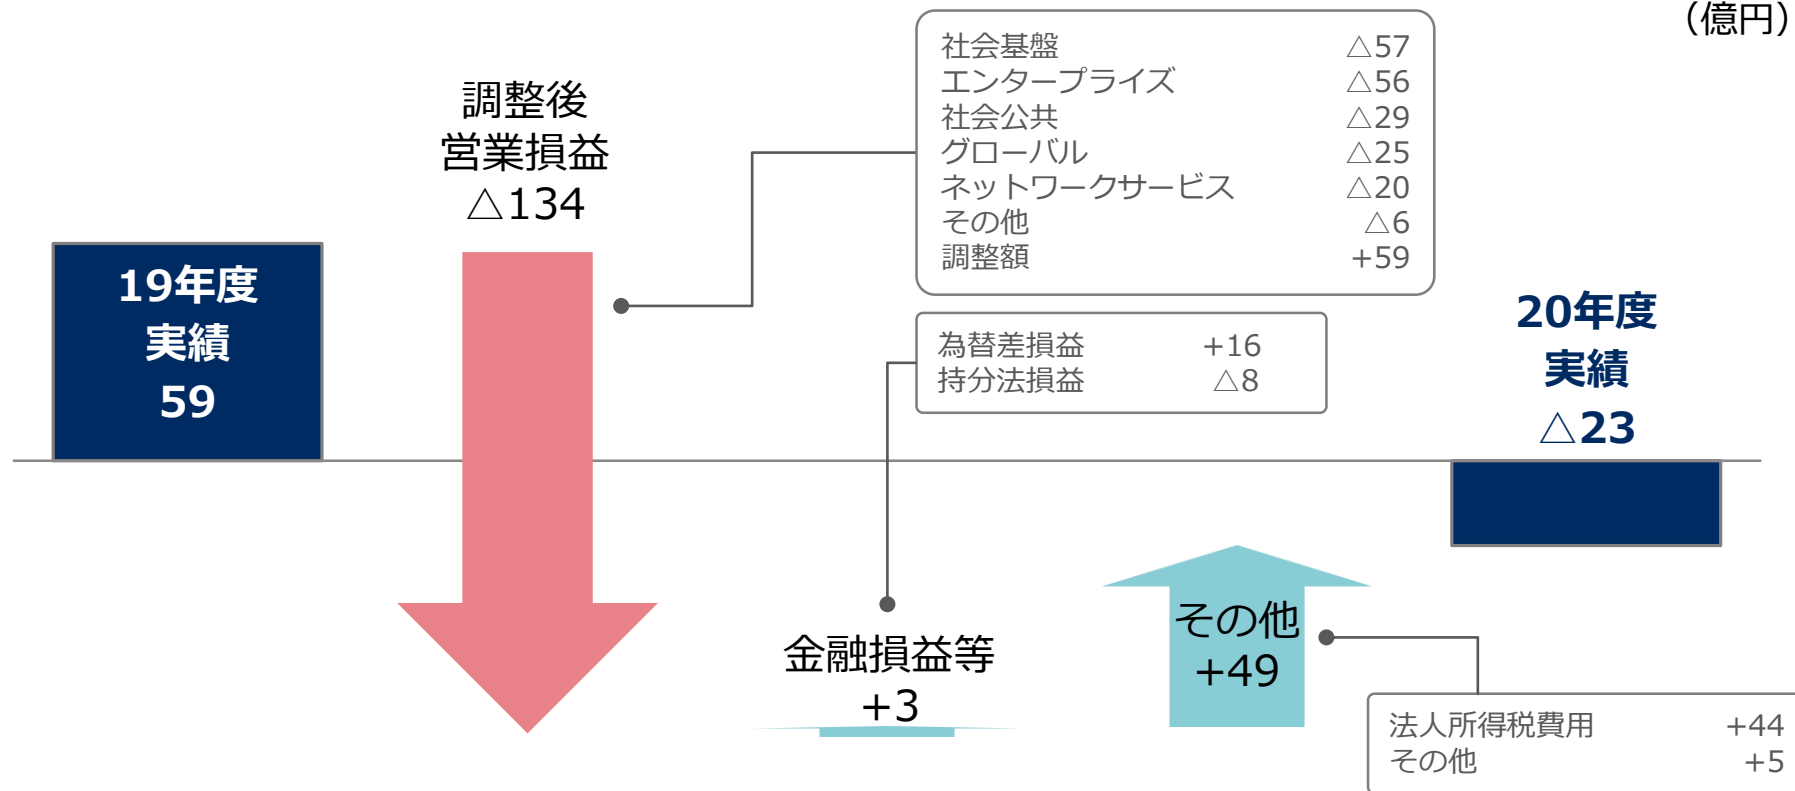 （億円）
社会基盤 △57
エンタープライズ △56
社会公共 △29
グローバル △25
ネットワークサービス △20
その他 △6
調整額 +59
調整後
営業損益
△134
19年度
実績
59
為替差損益 +16
持分法損益 △8
20年度
実績
△23
金融損益等
+3
その他
+49
法人所得税費用 +44
その他 +5